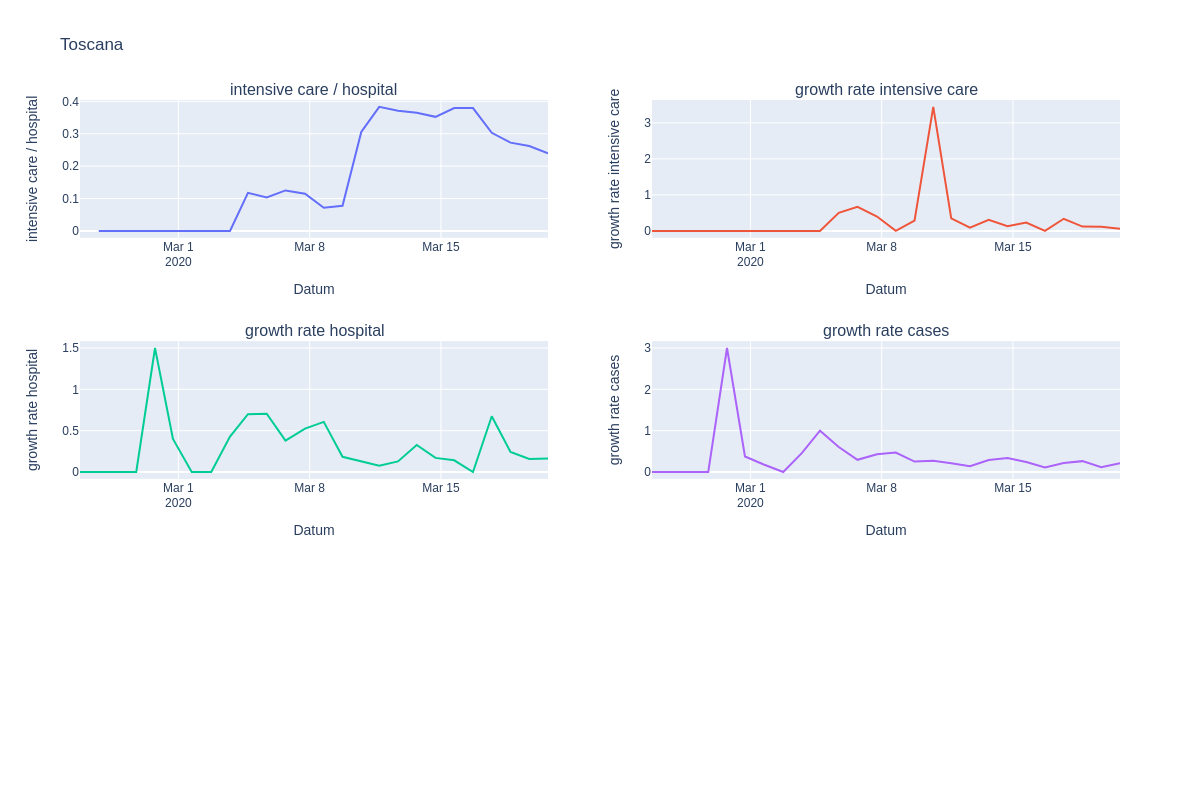 Toscana
intensive care / hospital
intensive care / hospital
0.4
0.3
0.2
0.1
0
Mar 1
2020
Mar 8
Mar 15
Datum
growth rate intensive care
growth rate intensive care
3
2
1
0
Mar 1
2020
Mar 8
Mar 15
Datum
growth rate hospital
growth rate hospital
1.5
1
0.5
0
Mar 1
2020
Mar 8
Mar 15
Datum
growth rate cases
growth rate cases
3
2
1
0
Mar 1
2020
Mar 8
Mar 15
Datum